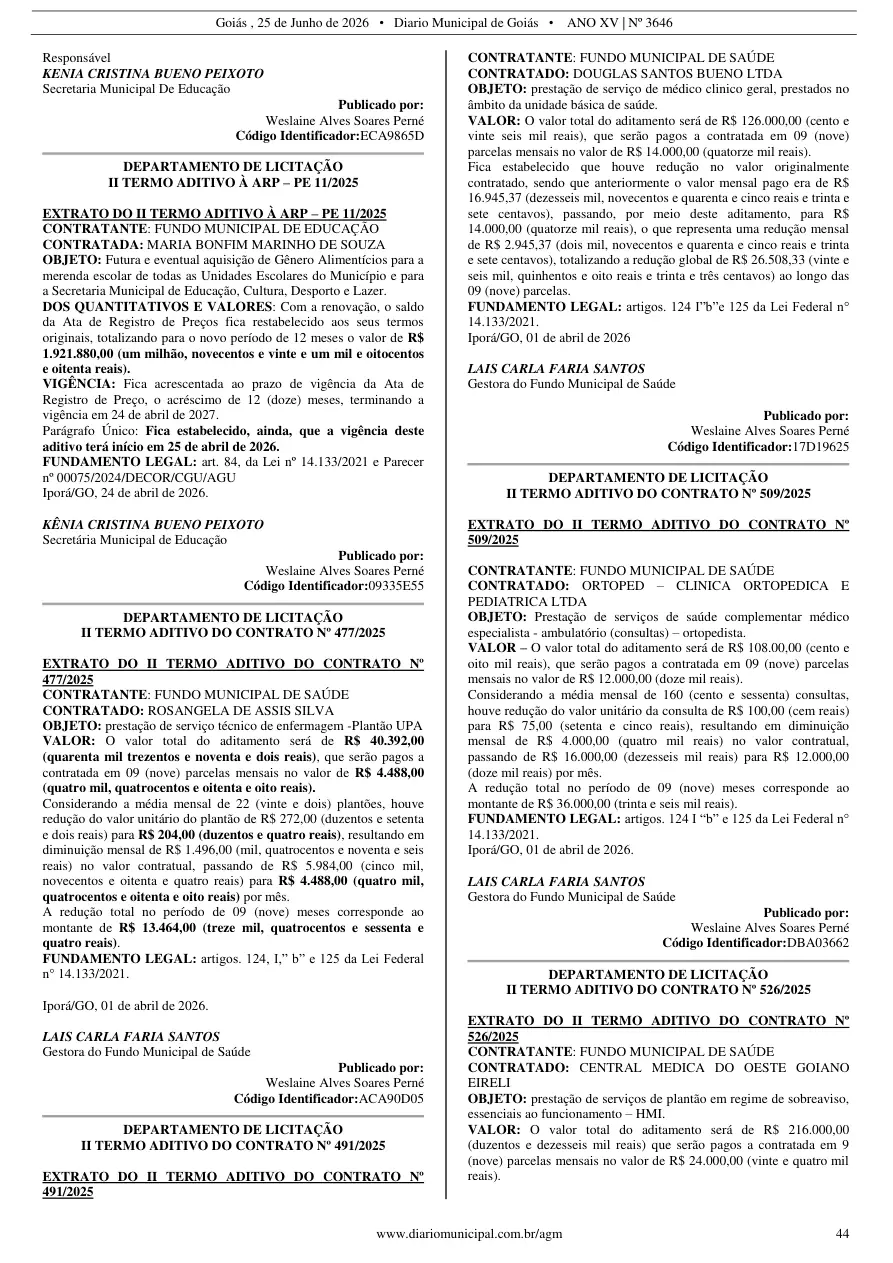 Goiás , 25 de Junho de 2026 • Diario Municipal de Goiás • ANO XV | Nº 3646
Responsável
KENIA CRISTINA BUENO PEIXOTO
Secretaria Municipal De Educação
Publicado por:
Weslaine Alves Soares Perné
Código Identificador:ECA9865D
DEPARTAMENTO DE LICITAÇÃO
II TERMO ADITIVO À ARP – PE 11/2025
EXTRATO DO II TERMO ADITIVO À ARP – PE 11/2025
CONTRATANTE: FUNDO MUNICIPAL DE EDUCAÇÃO
CONTRATADA: MARIA BONFIM MARINHO DE SOUZA
OBJETO: Futura e eventual aquisição de Gênero Alimentícios para a
merenda escolar de todas as Unidades Escolares do Município e para
a Secretaria Municipal de Educação, Cultura, Desporto e Lazer.
DOS QUANTITATIVOS E VALORES: Com a renovação, o saldo
da Ata de Registro de Preços fica restabelecido aos seus termos
originais, totalizando para o novo período de 12 meses o valor de R$
1.921.880,00 (um milhão, novecentos e vinte e um mil e oitocentos
e oitenta reais).
VIGÊNCIA: Fica acrescentada ao prazo de vigência da Ata de
Registro de Preço, o acréscimo de 12 (doze) meses, terminando a
vigência em 24 de abril de 2027.
Parágrafo Único: Fica estabelecido, ainda, que a vigência deste
aditivo terá início em 25 de abril de 2026.
FUNDAMENTO LEGAL: art. 84, da Lei nº 14.133/2021 e Parecer
nº 00075/2024/DECOR/CGU/AGU
Iporá/GO, 24 de abril de 2026.
KÊNIA CRISTINA BUENO PEIXOTO
Secretária Municipal de Educação
Publicado por:
Weslaine Alves Soares Perné
Código Identificador:09335E55
DEPARTAMENTO DE LICITAÇÃO
II TERMO ADITIVO DO CONTRATO Nº 477/2025
EXTRATO DO II TERMO ADITIVO DO CONTRATO Nº
477/2025
CONTRATANTE: FUNDO MUNICIPAL DE SAÚDE
CONTRATADO: ROSANGELA DE ASSIS SILVA
OBJETO: prestação de serviço técnico de enfermagem -Plantão UPA
VALOR: O valor total do aditamento será de R$ 40.392,00
(quarenta mil trezentos e noventa e dois reais), que serão pagos a
contratada em 09 (nove) parcelas mensais no valor de R$ 4.488,00
(quatro mil, quatrocentos e oitenta e oito reais).
Considerando a média mensal de 22 (vinte e dois) plantões, houve
redução do valor unitário do plantão de R$ 272,00 (duzentos e setenta
e dois reais) para R$ 204,00 (duzentos e quatro reais), resultando em
diminuição mensal de R$ 1.496,00 (mil, quatrocentos e noventa e seis
reais) no valor contratual, passando de R$ 5.984,00 (cinco mil,
novecentos e oitenta e quatro reais) para R$ 4.488,00 (quatro mil,
quatrocentos e oitenta e oito reais) por mês.
A redução total no período de 09 (nove) meses corresponde ao
montante de R$ 13.464,00 (treze mil, quatrocentos e sessenta e
quatro reais).
FUNDAMENTO LEGAL: artigos. 124, I,” b” e 125 da Lei Federal
n° 14.133/2021.
Iporá/GO, 01 de abril de 2026.
LAIS CARLA FARIA SANTOS
Gestora do Fundo Municipal de Saúde
Publicado por:
Weslaine Alves Soares Perné
Código Identificador:ACA90D05
DEPARTAMENTO DE LICITAÇÃO
II TERMO ADITIVO DO CONTRATO Nº 491/2025
EXTRATO DO II TERMO ADITIVO DO CONTRATO Nº
491/2025
CONTRATANTE: FUNDO MUNICIPAL DE SAÚDE
CONTRATADO: DOUGLAS SANTOS BUENO LTDA
OBJETO: prestação de serviço de médico clinico geral, prestados no
âmbito da unidade básica de saúde.
VALOR: O valor total do aditamento será de R$ 126.000,00 (cento e
vinte seis mil reais), que serão pagos a contratada em 09 (nove)
parcelas mensais no valor de R$ 14.000,00 (quatorze mil reais).
Fica estabelecido que houve redução no valor originalmente
contratado, sendo que anteriormente o valor mensal pago era de R$
16.945,37 (dezesseis mil, novecentos e quarenta e cinco reais e trinta e
sete centavos), passando, por meio deste aditamento, para R$
14.000,00 (quatorze mil reais), o que representa uma redução mensal
de R$ 2.945,37 (dois mil, novecentos e quarenta e cinco reais e trinta
e sete centavos), totalizando a redução global de R$ 26.508,33 (vinte e
seis mil, quinhentos e oito reais e trinta e três centavos) ao longo das
09 (nove) parcelas.
FUNDAMENTO LEGAL: artigos. 124 I”b”e 125 da Lei Federal n°
14.133/2021.
Iporá/GO, 01 de abril de 2026
LAIS CARLA FARIA SANTOS
Gestora do Fundo Municipal de Saúde
Publicado por:
Weslaine Alves Soares Perné
Código Identificador:17D19625
DEPARTAMENTO DE LICITAÇÃO
II TERMO ADITIVO DO CONTRATO Nº 509/2025
EXTRATO DO II TERMO ADITIVO DO CONTRATO Nº
509/2025
CONTRATANTE: FUNDO MUNICIPAL DE SAÚDE
CONTRATADO: ORTOPED – CLINICA ORTOPEDICA E
PEDIATRICA LTDA
OBJETO: Prestação de serviços de saúde complementar médico
especialista - ambulatório (consultas) – ortopedista.
VALOR – O valor total do aditamento será de R$ 108.00,00 (cento e
oito mil reais), que serão pagos a contratada em 09 (nove) parcelas
mensais no valor de R$ 12.000,00 (doze mil reais).
Considerando a média mensal de 160 (cento e sessenta) consultas,
houve redução do valor unitário da consulta de R$ 100,00 (cem reais)
para R$ 75,00 (setenta e cinco reais), resultando em diminuição
mensal de R$ 4.000,00 (quatro mil reais) no valor contratual,
passando de R$ 16.000,00 (dezesseis mil reais) para R$ 12.000,00
(doze mil reais) por mês.
A redução total no período de 09 (nove) meses corresponde ao
montante de R$ 36.000,00 (trinta e seis mil reais).
FUNDAMENTO LEGAL: artigos. 124 I “b” e 125 da Lei Federal n°
14.133/2021.
Iporá/GO, 01 de abril de 2026.
LAIS CARLA FARIA SANTOS
Gestora do Fundo Municipal de Saúde
Publicado por:
Weslaine Alves Soares Perné
Código Identificador:DBA03662
DEPARTAMENTO DE LICITAÇÃO
II TERMO ADITIVO DO CONTRATO Nº 526/2025
EXTRATO DO II TERMO ADITIVO DO CONTRATO Nº
526/2025
CONTRATANTE: FUNDO MUNICIPAL DE SAÚDE
CONTRATADO: CENTRAL MEDICA DO OESTE GOIANO
EIRELI
OBJETO: prestação de serviços de plantão em regime de sobreaviso,
essenciais ao funcionamento – HMI.
VALOR: O valor total do aditamento será de R$ 216.000,00
(duzentos e dezesseis mil reais) que serão pagos a contratada em 9
(nove) parcelas mensais no valor de R$ 24.000,00 (vinte e quatro mil
reais).
www.diariomunicipal.com.br/agm
44